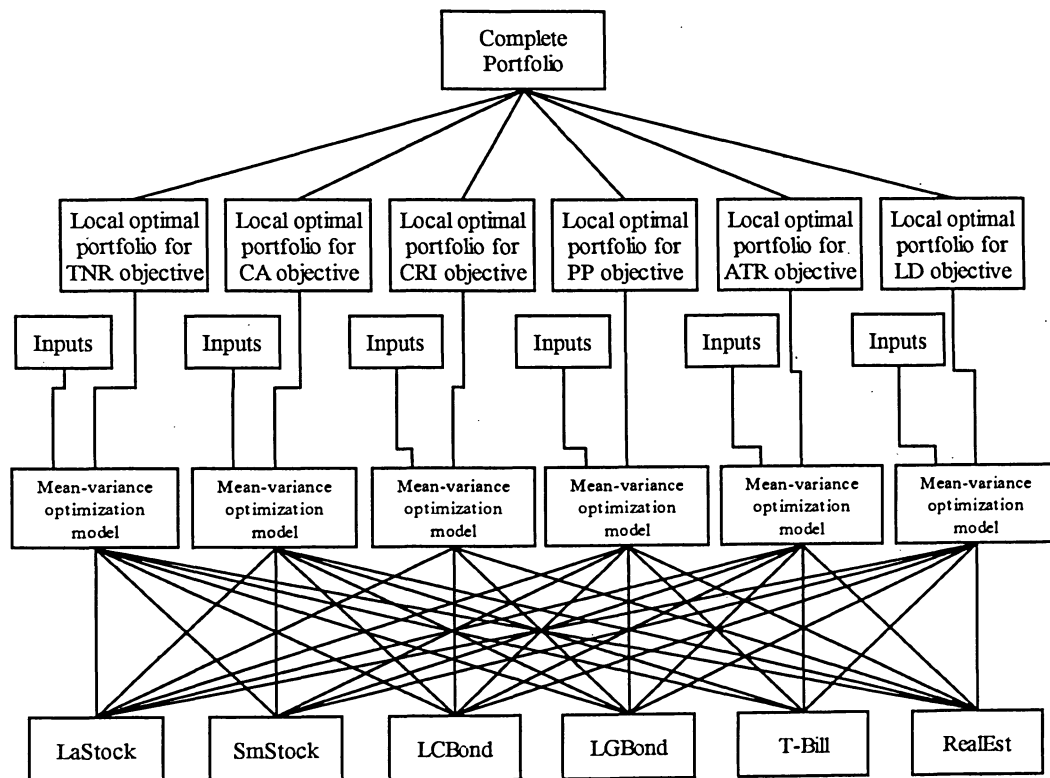 Complete
Portfolio
Local optimal
portfolio for
TNR objective
Local optimal
portfolio for
CA objective
Local optimal
portfolio for
CRI objective
Local optimal
portfolio for
PP objective
Local optimal
portfolio for
ATR objective
Local optimal
portfolio for
LD objective
Inputs
Inputs
Inputs
Inputs
Inputs
Inputs
Mean-variance
optimization
model
Mean-variance
optimization
model
Mean-variance
optimization
model
Mean-variance
optimization
model
Mean-variance
optimization
model
Mean-variance
optimization
model
LaStock
SmStock
LCBond
LGBond
T-Bill
RealEst